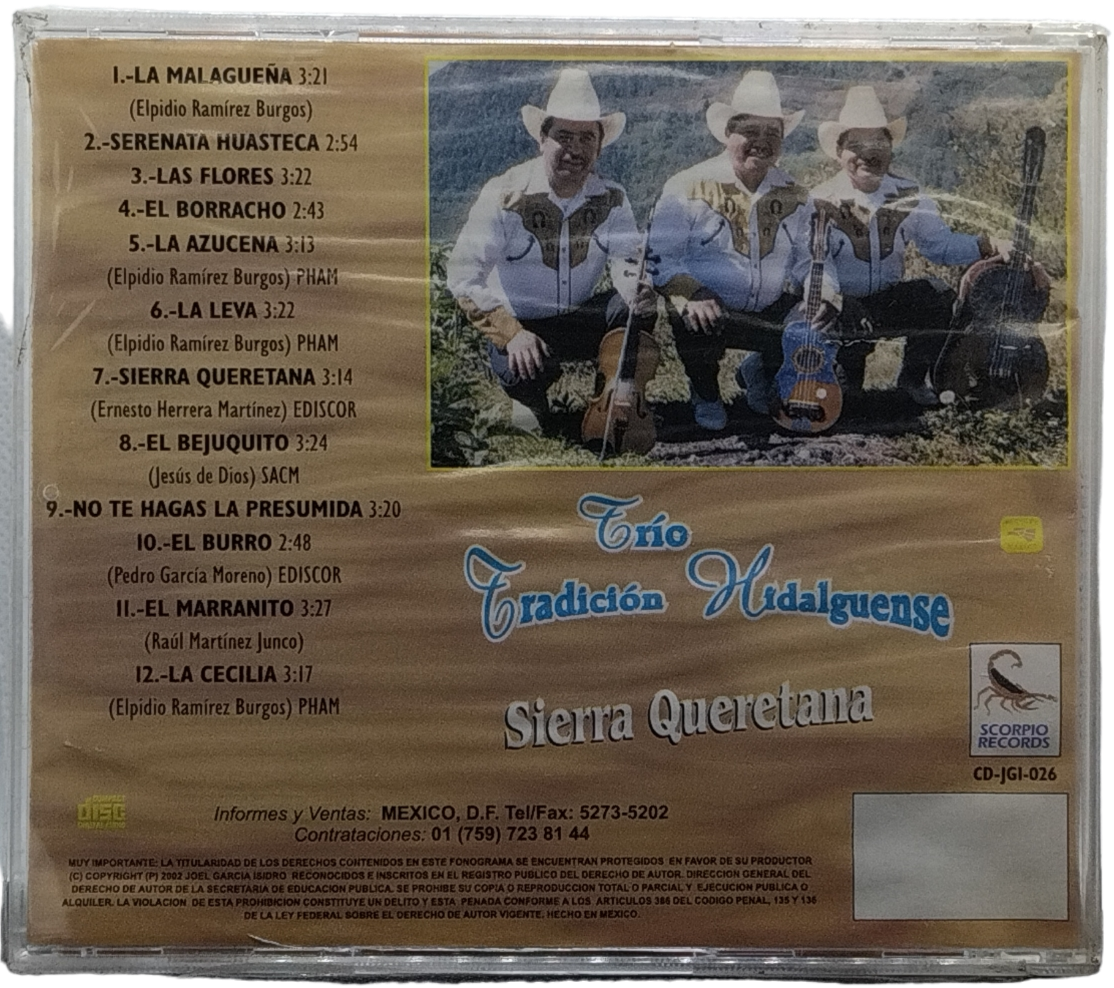 1.-LA MALAGUEÑA 3:21
(Elpidio Ramírez Burgos)
2.-SERENATA HUASTECA 2:54
3.-LAS FLORES 3:22
4.-EL BORRACHO 2:43
5.-LA AZUCENA 3:13
(Elpidio Ramírez Burgos) PHAM
6.-LA LEVA 3:22
(Elpidio Ramírez Burgos) PHAM
7.-SIERRA QUERETANA 3:14
(Ernesto Herrera Martínez) EDISCOR
8.-EL BEJUQUITO 3:24
(Jesús de Dios) SACM
9.-NO TE HAGAS LA PRESUMIDA 3:20
10.-EL BURRO 2:48
(Pedro García Moreno) EDISCOR
11.-EL MARRANITO 3:27
(Raúl Martínez Junco)
12.-LA CECILIA 3:17
(Elpidio Ramírez Burgos) PHAM
Trío
Tradición Hidalguense
Sierra Queretana
SCORPIO
RECORDS
CD-JGI-026
disc
Informes y Ventas: MEXICO, D.F. Tel/Fax: 5273-5202
Contrataciones: 01 (759) 723 81 44
MUY IMPORTANTE: LA TITULARIDAD DE LOS DERECHOS CONTENIDOS EN ESTE FONOGRAMA SE ENCUENTRAN PROTEGIDOS EN FAVOR DE SU PRODUCTOR
(C) COPYRIGHT (P) 2002 JOEL GARCIA ISIDRO RECONOCIDOS E INSCRITOS EN EL REGISTRO PUBLICO DEL DERECHO DE AUTOR. DIRECCION GENERAL DEL
DERECHO DE AUTOR DE LA SECRETARIA DE EDUCACION PUBLICA. SE PROHIBE SU COPIA O REPRODUCCION TOTAL O PARCIAL Y EJECUCION PUBLICA O
ALQUILER. LA VIOLACION DE ESTA PROHIBICION CONSTITUYE UN DELITO Y ESTA PENADA CONFORME A LOS ARTICULOS 386 DEL CODIGO PENAL, 135 Y 136
DE LA LEY FEDERAL SOBRE EL DERECHO DE AUTOR VIGENTE, HECHO EN MEXICO.